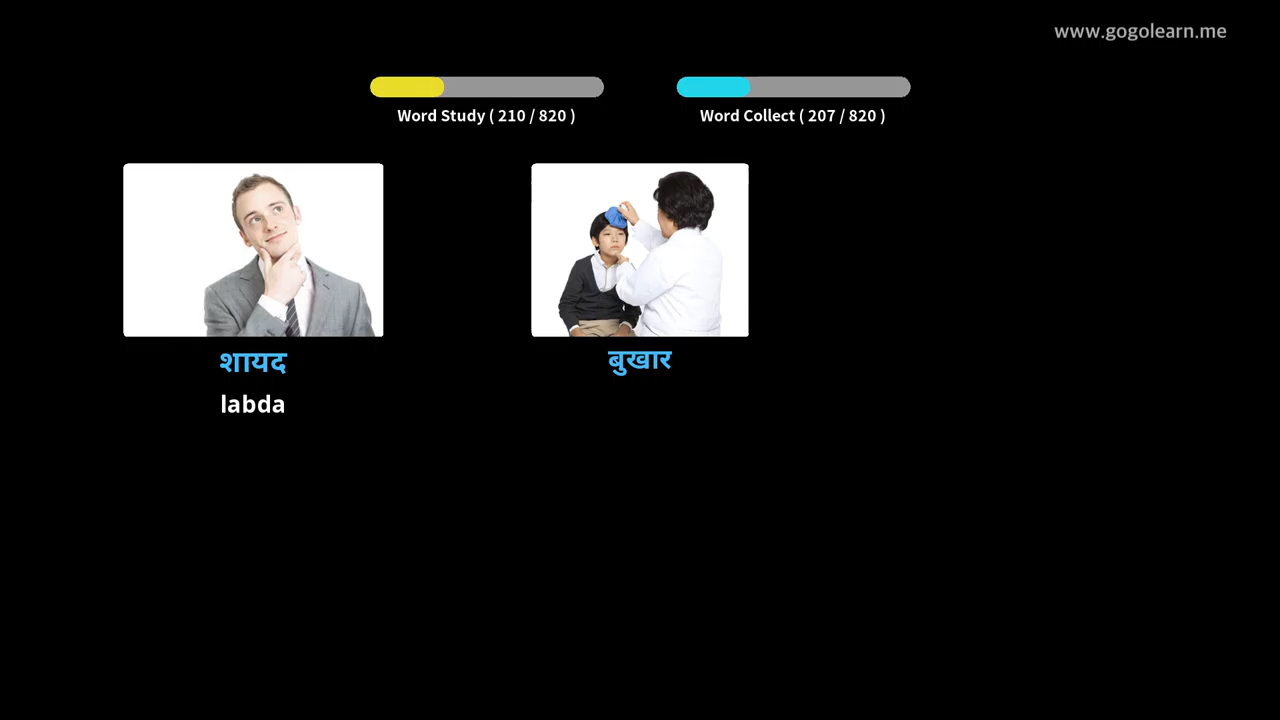 www.gogolearn.me
Word Study ( 210 / 820 )
Word Collect ( 207 / 820 )
शायद
labda
बुखार